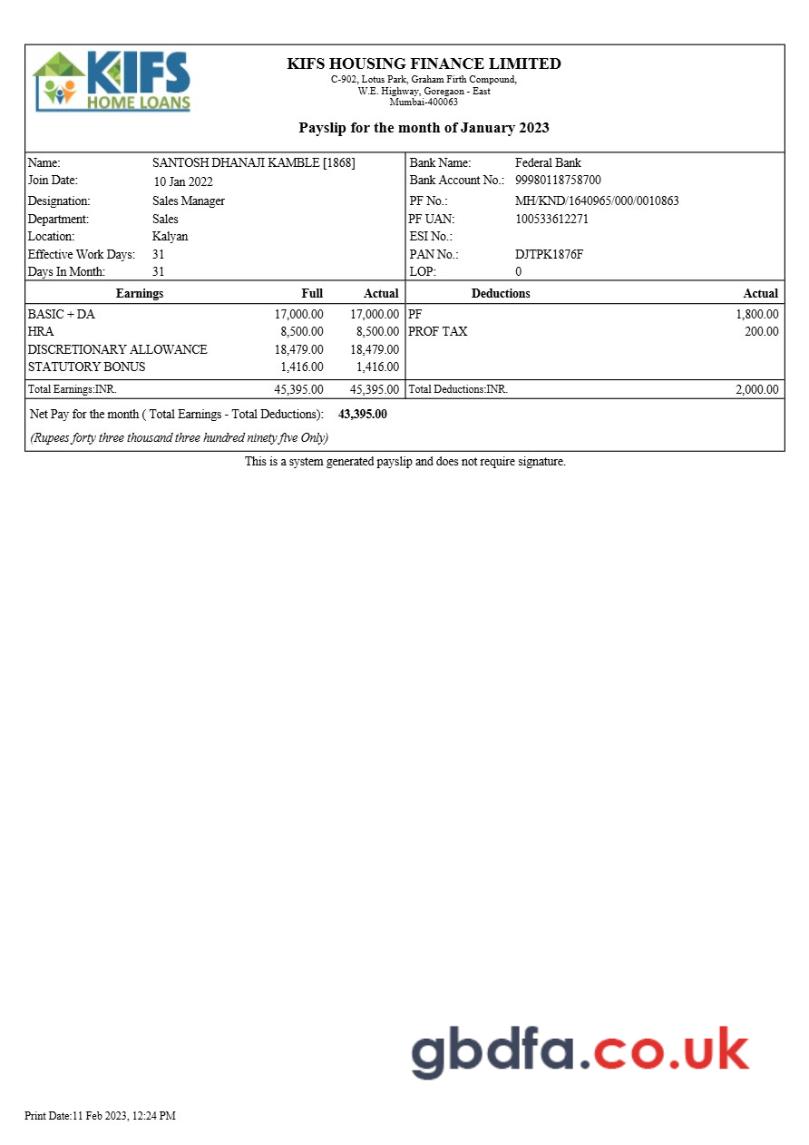 KIFS
HOME LOANS
KIFS HOUSING FINANCE LIMITED
C-902, Lotus Park, Graham Firth Compound,
W.E. Highway, Goregaon - East
Mumbai-400063
Payslip for the month of January 2023
Name: SANTOSH DHANAJI KAMBLE [1868] Bank Name: Federal Bank
Join Date: 10 Jan 2022 Bank Account No.: 99980118758700
Designation: Sales Manager PF No.: MH/KND/1640965/000/0010863
Department: Sales PF UAN: 100533612271
Location: Kalyan ESI No.:
Effective Work Days: 31 PAN No.: DJTPK1876F
Days In Month: 31 LOP: 0
Earnings Full Actual Deductions Actual
BASIC + DA 17,000.00 17,000.00 PF 1,800.00
HRA 8,500.00 8,500.00 PROF TAX 200.00
DISCRETIONARY ALLOWANCE 18,479.00 18,479.00
STATUTORY BONUS 1,416.00 1,416.00
Total Earnings:INR. 45,395.00 45,395.00 Total Deductions:INR. 2,000.00
Net Pay for the month ( Total Earnings - Total Deductions): 43,395.00
(Rupees forty three thousand three hundred ninety five Only)
This is a system generated payslip and does not require signature.
gbdfa.co.uk
Print Date:11 Feb 2023, 12:24 PM